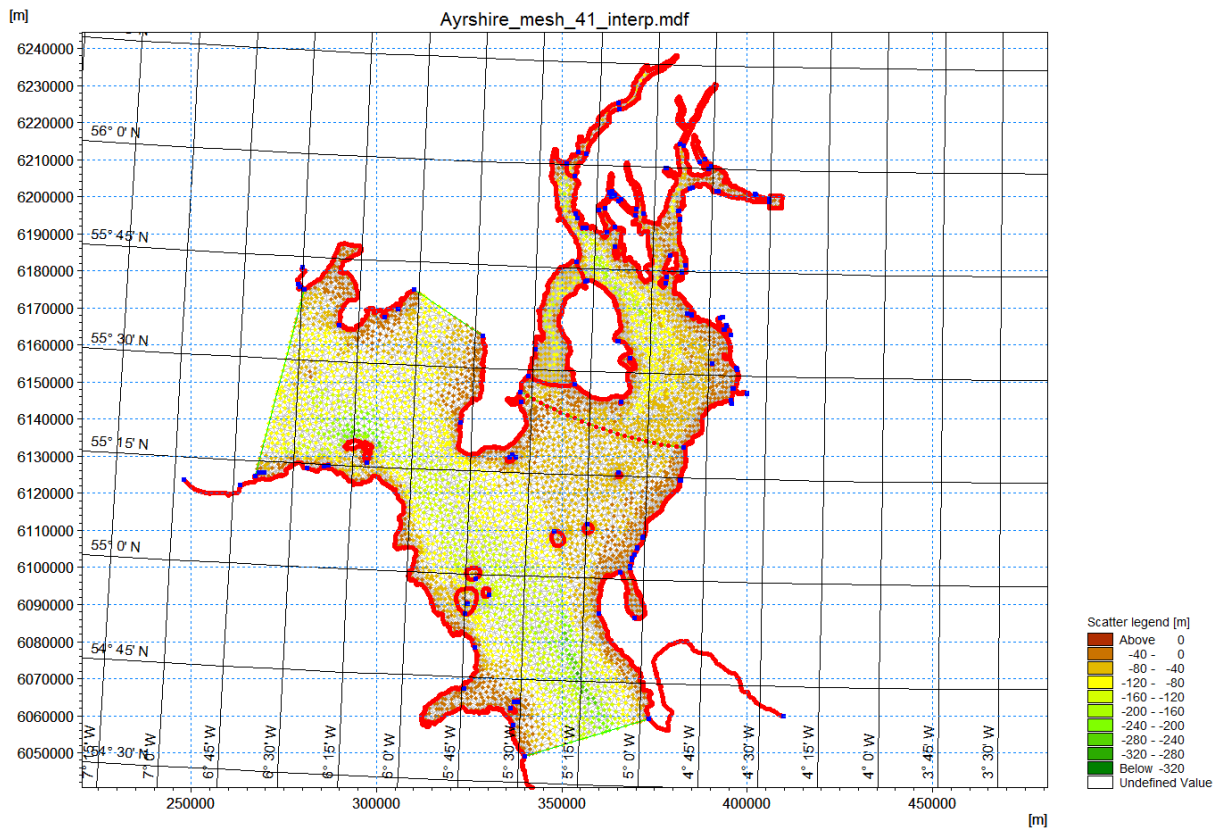 Ayrshire_mesh_41_interp.mdf
[m]
6240000
6230000
6220000
6210000
6200000
6190000
6180000
6170000
6160000
6150000
6140000
6130000
6120000
6110000
6100000
6090000
6080000
6070000
6060000
6050000
56° 0' N
55° 45' N
55° 30' N
55° 15' N
55° 0' N
54° 45' N
54° 30' N
7° 15' W
7° 0' W
6° 45' W
6° 30' W
6° 15' W
6° 0' W
5° 45' W
5° 30' W
5° 15' W
5° 0' W
4° 45' W
4° 30' W
4° 15' W
4° 0' W
3° 45' W
3° 30' W
250000
300000
350000
400000
450000
[m]
Scatter legend [m]
Above 0
-40 - 0
-80 - -40
-120 - -80
-160 - -120
-200 - -160
-240 - -200
-280 - -240
-320 - -280
Below -320
Undefined Value